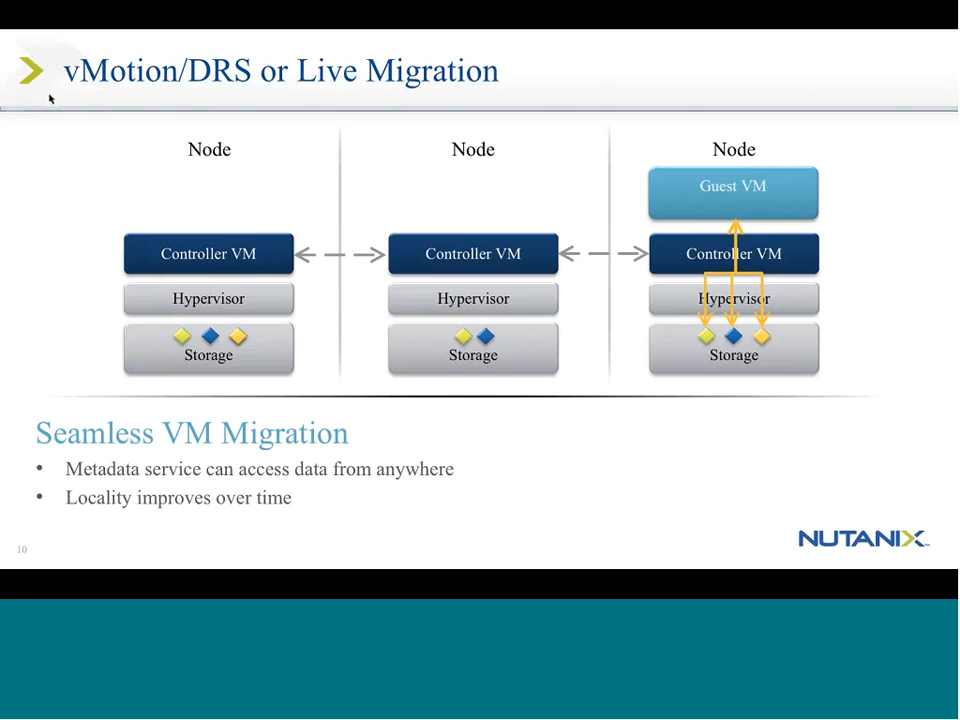 vMotion/DRS or Live Migration
Node
Node
Node
Guest VM
Controller VM
Controller VM
Controller VM
Hypervisor
Hypervisor
Hypervisor
Storage
Storage
Storage
Seamless VM Migration
• Metadata service can access data from anywhere
• Locality improves over time
10
NUTANIX™